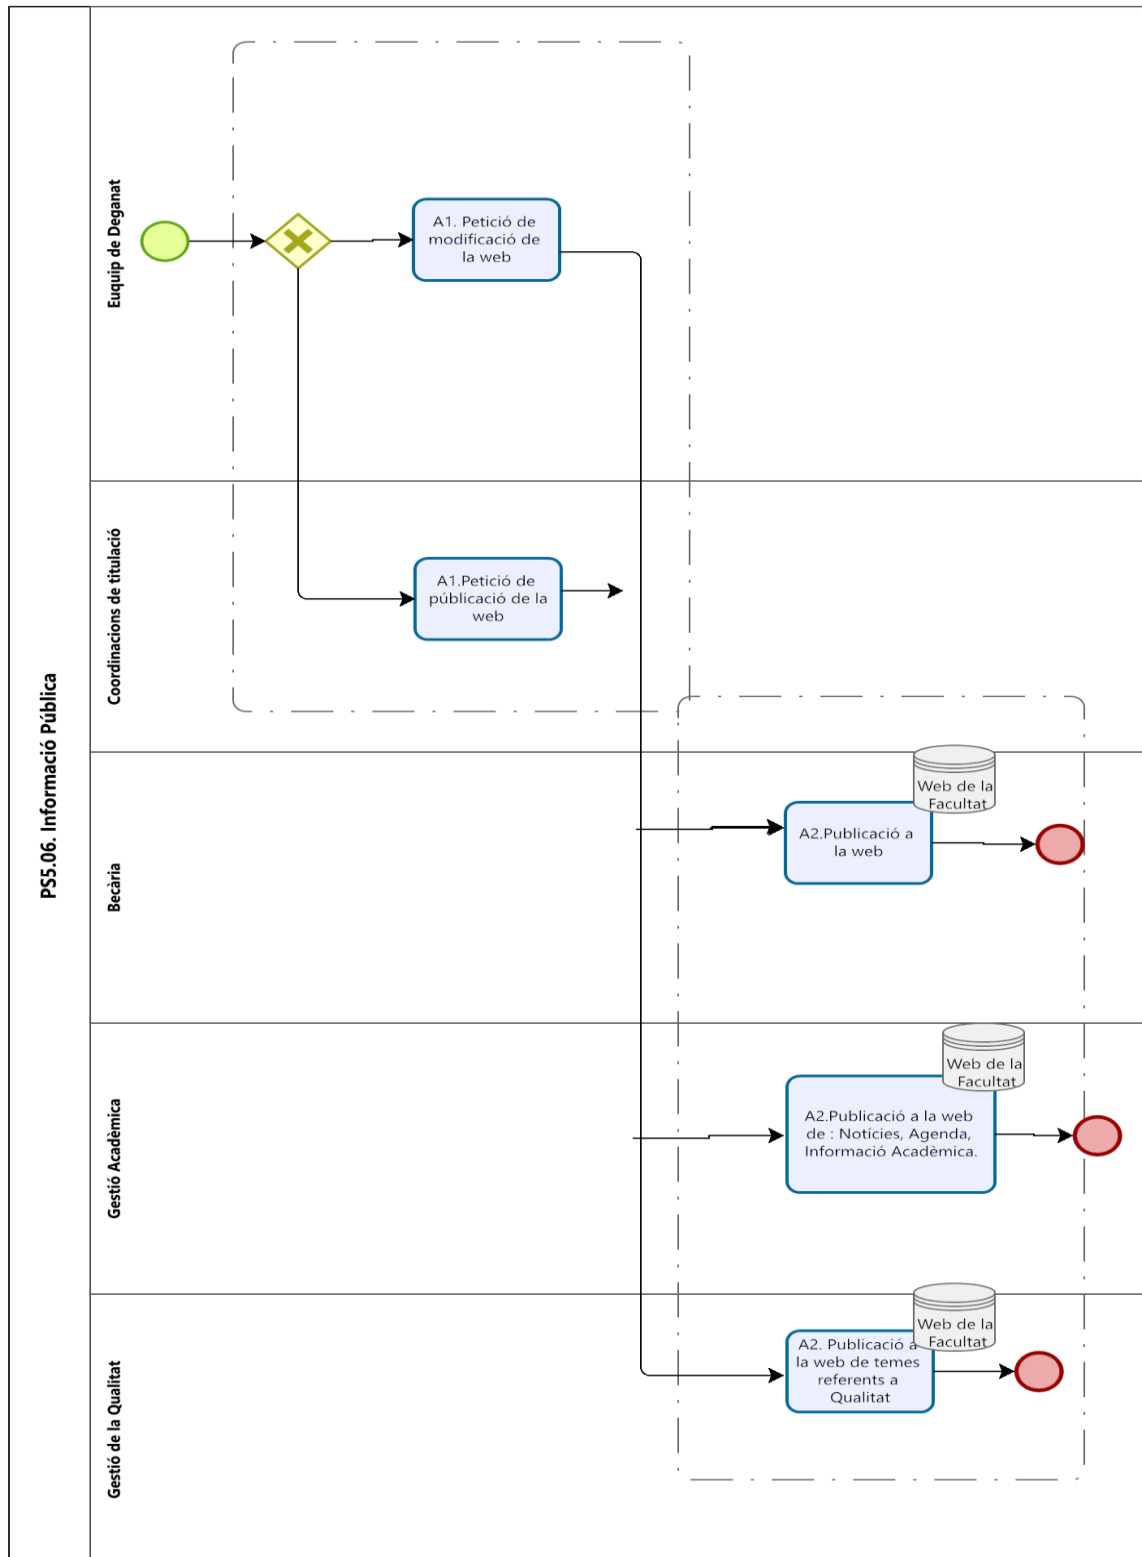 PS5.06. Informació Pública
Euquip de Deganat
A1. Petició de
modificació de
la web
Coordinacions de titulació
A1.Petició de
públicació de la
web
Becària
Web de la
Facultat
A2.Publicació a
la web
Gestió Acadèmica
Web de la
Facultat
A2.Publicació a la web
de : Notícies, Agenda,
Informació Acadèmica.
Gestió de la Qualitat
Web de la
Facultat
A2. Publicació a
la web de temes
referents a
Qualitat